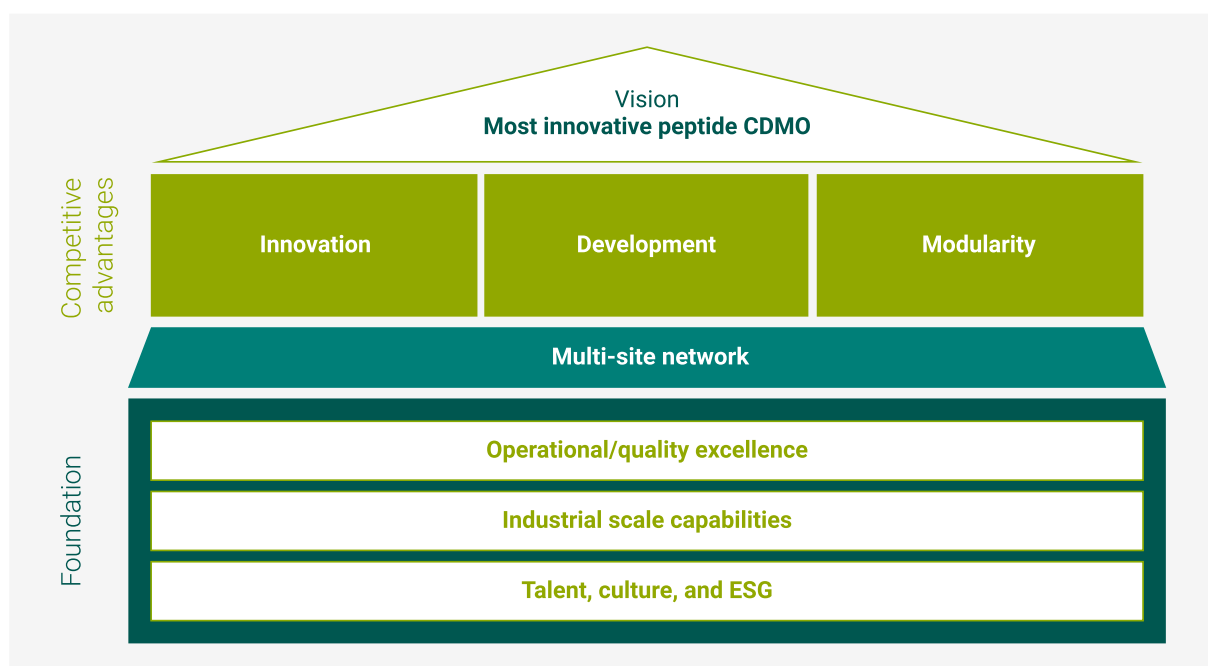 Vision
Most innovative peptide CDMO
Competitive
advantages
Innovation
Development
Modularity
Multi-site network
Foundation
Operational/quality excellence
Industrial scale capabilities
Talent, culture, and ESG